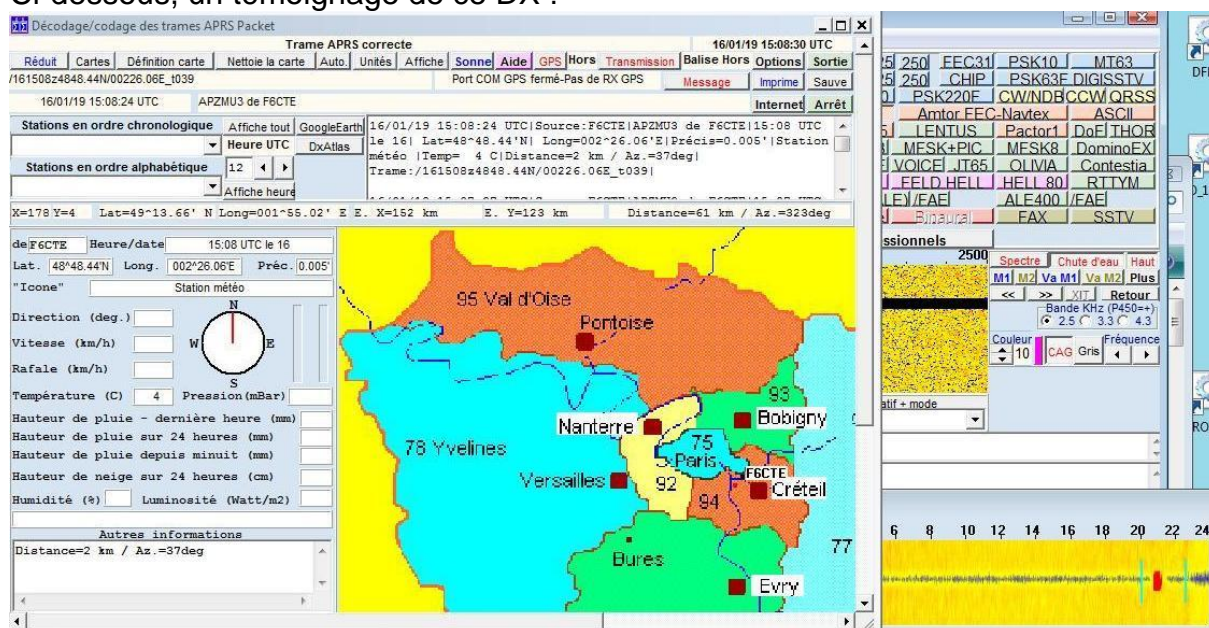 Ci-dessous, un témoignage de ce DX :
Décodage/codage des trames APRS Packet
Trame APRS correcte 16/01/19 15:08:30 UTC
Réduit Cartes Définition carte Nettoie la carte Auto. Unités Affiche Sonne Aide GPS Hors Transmission Balise Hors Options Sortie
/161508z4848.44N/00226.06E_t039 Port COM GPS fermé-Pas de RX GPS Message Imprime Sauve
16/01/19 15:08:24 UTC APZMU3 de F6CTE Internet Arrêt
Stations en ordre chronologique Affiche tout GoogleEarth
Heure UTC DxAtlas
Stations en ordre alphabétique 12
Affiche heure
16/01/19 15:08:24 UTC|Source:F6CTE|APZMU3 de F6CTE|15:08 UTC
le 16| Lat=48^48.44'N Long=002^26.06'E|Précis=0.005'|Station
météo |Temp= 4 C|Distance=2 km / Az.=37deg|
Trame:/161508z4848.44N/00226.06E_t039|
X=178 Y=4 Lat=49^13.66' N Long=001^55.02' E E. X=152 km E. Y=123 km Distance=61 km / Az.=323deg
de F6CTE Heure/date 15:08 UTC le 16
Lat. 48^48.44'N Long. 002^26.06'E Préc. 0.005'
"Icone" Station météo
Direction (deg.)
Vitesse (km/h)
Rafale (km/h)
N
W E
S
Température (C) 4 Pression(mBar)
Hauteur de pluie - dernière heure (mm)
Hauteur de pluie sur 24 heures (mm)
Hauteur de pluie depuis minuit (mm)
Hauteur de neige sur 24 heures (cm)
Humidité (%) Luminosité (Watt/m2)
Autres informations
Distance=2 km / Az.=37deg
95 Val d'Oise
Pontoise
93
Nanterre Bobigny
78 Yvelines 75
Paris
Versailles 92 F6CTE
Créteil
94
Bures 77
Evry
25 250 FEC31 PSK10 MT63
250 CHIP PSK63F DIGISSTV
PSK220F CW/NDB CCW QRSS
Amtor FEC-Navtex ASCII
LENTUS Pactor1 DoF THOR
MFSK+PIC MFSK8 DominoEX
VOICE JT65 OLIVIA Contestia
FELD HELL HELL 80 RTTYM
/FAE ALE400 /FAE
Binaural FAX SSTV
ssionnels
2500 Spectre Chute d'eau Haut
M1 M2 Va M1 Va M2 Plus
<< >> XIT Retour
Bande KHz (P450=+)
2.5 3.3 4.3
Couleur Fréquence
10 CAG Gris
atif + mode
6 8 10 12 14 16 18 20 22 24